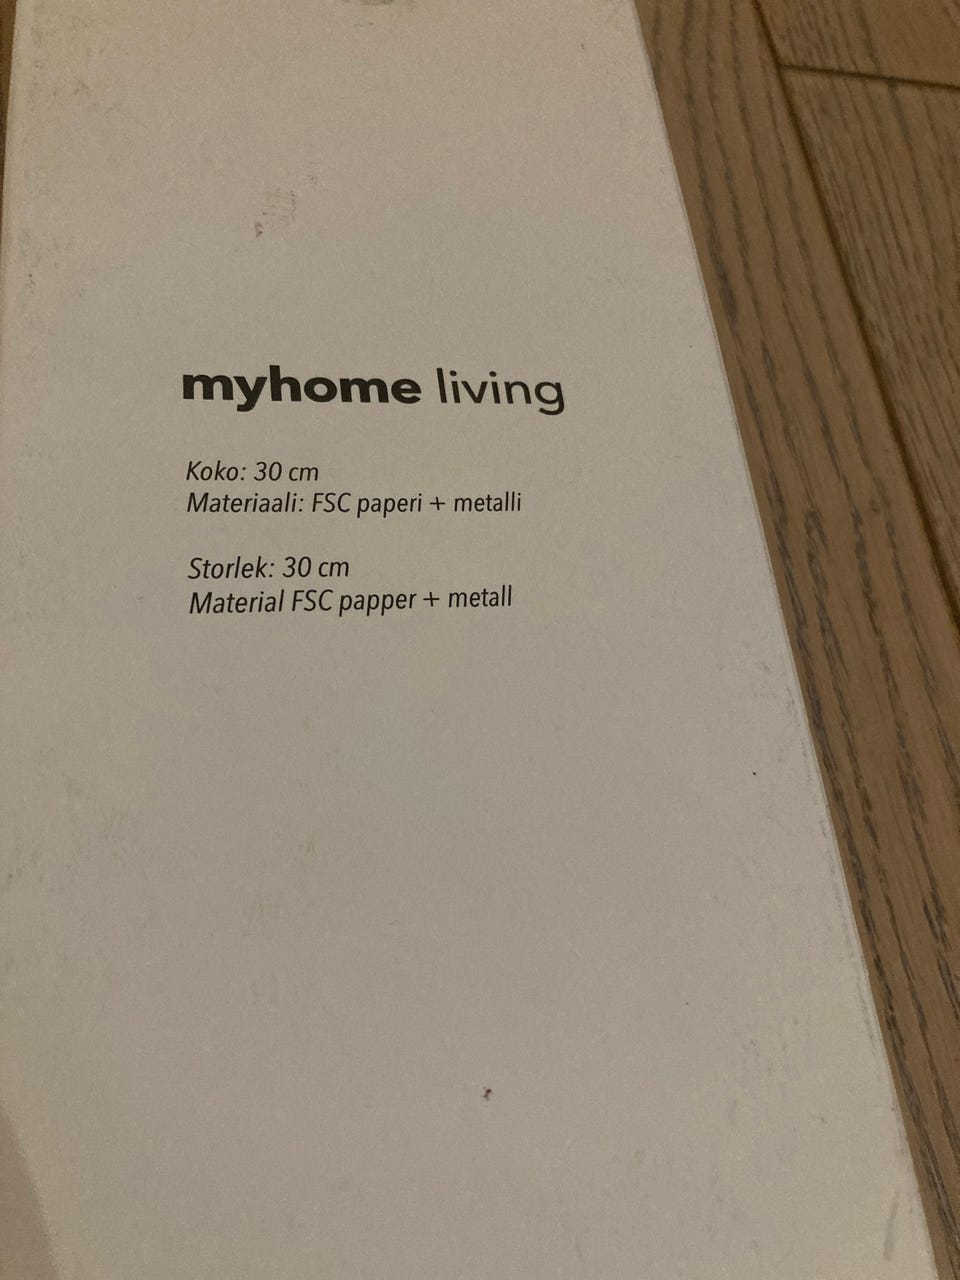 myhome living
Koko: 30 cm
Materiaali: FSC paperi + metalli
Storlek: 30 cm
Material FSC papper + metall